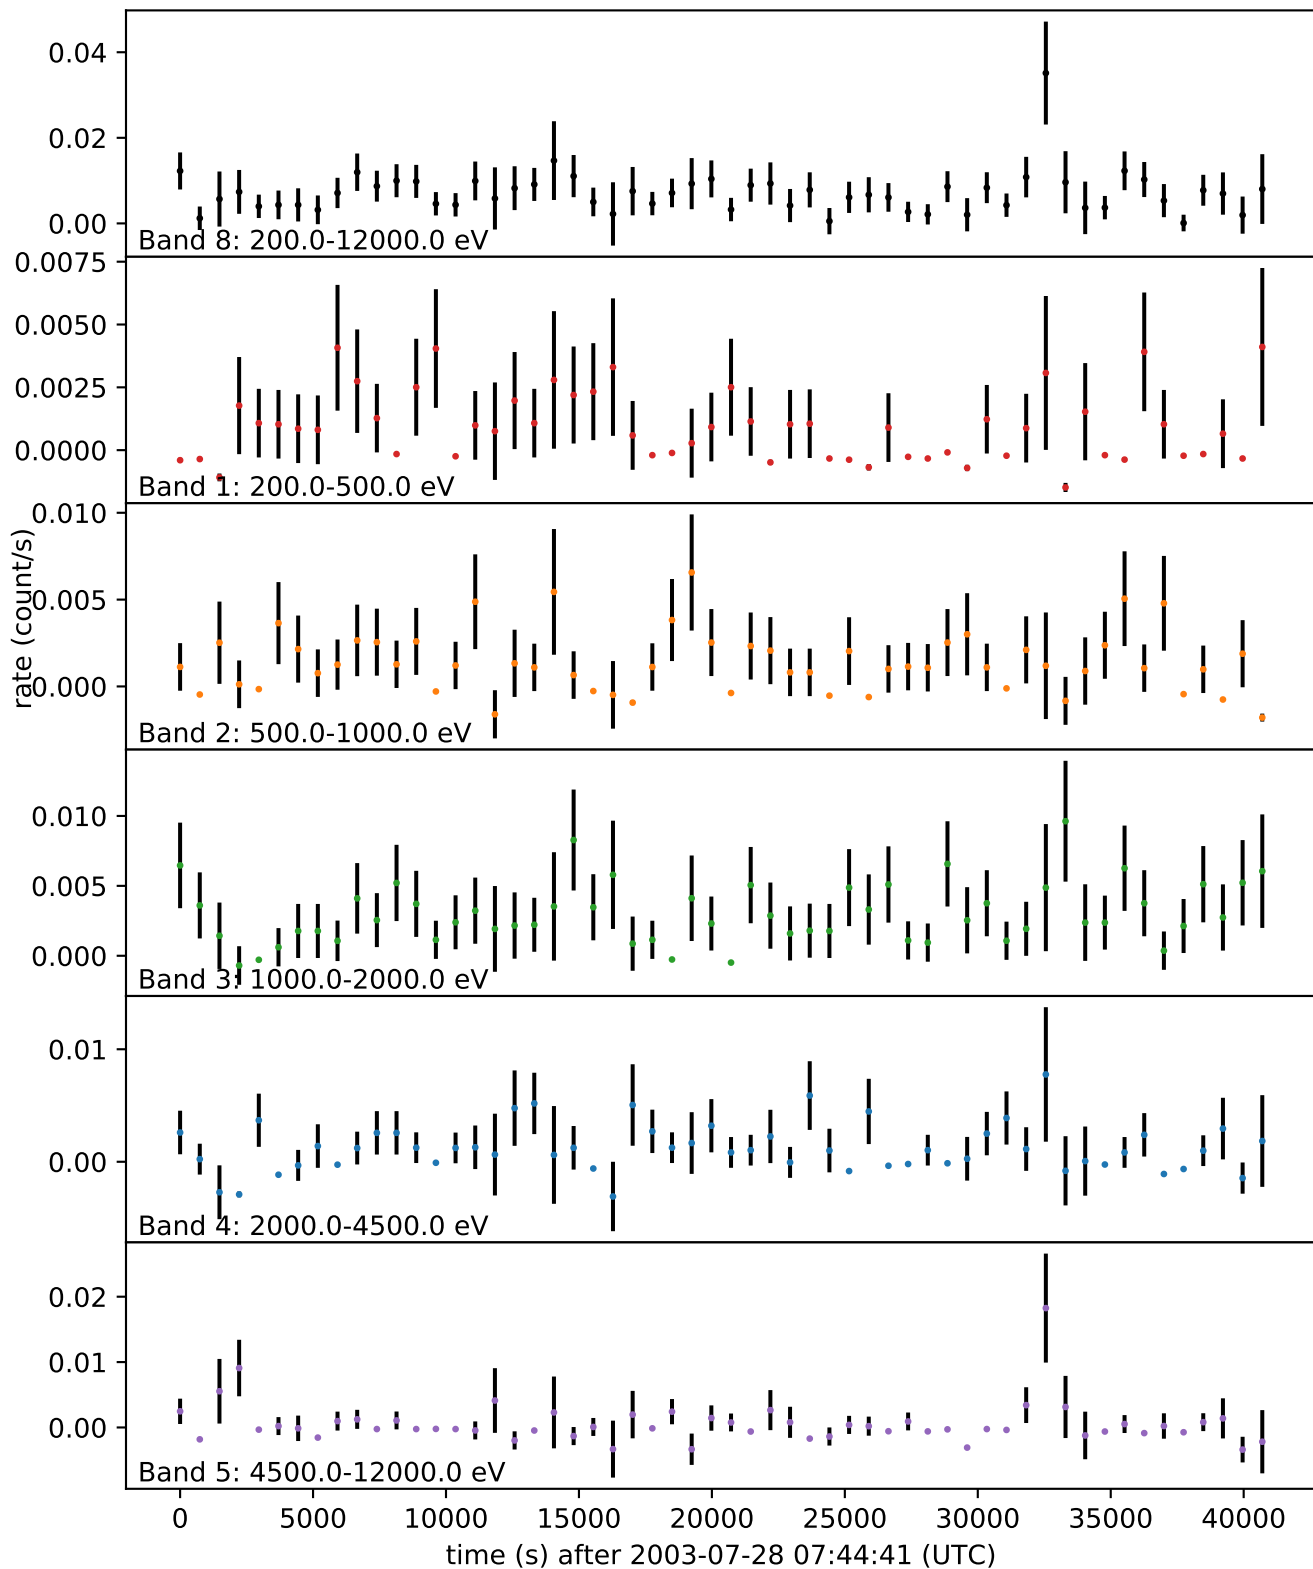 0.04
0.02
0.00
Band 8: 200.0-12000.0 eV
0.0075
0.0050
0.0025
0.0000
Band 1: 200.0-500.0 eV
rate (count/s)
0.010
0.005
0.000
Band 2: 500.0-1000.0 eV
0.010
0.005
0.000
Band 3: 1000.0-2000.0 eV
0.01
0.00
Band 4: 2000.0-4500.0 eV
0.02
0.01
0.00
Band 5: 4500.0-12000.0 eV
0 5000 10000 15000 20000 25000 30000 35000 40000
time (s) after 2003-07-28 07:44:41 (UTC)